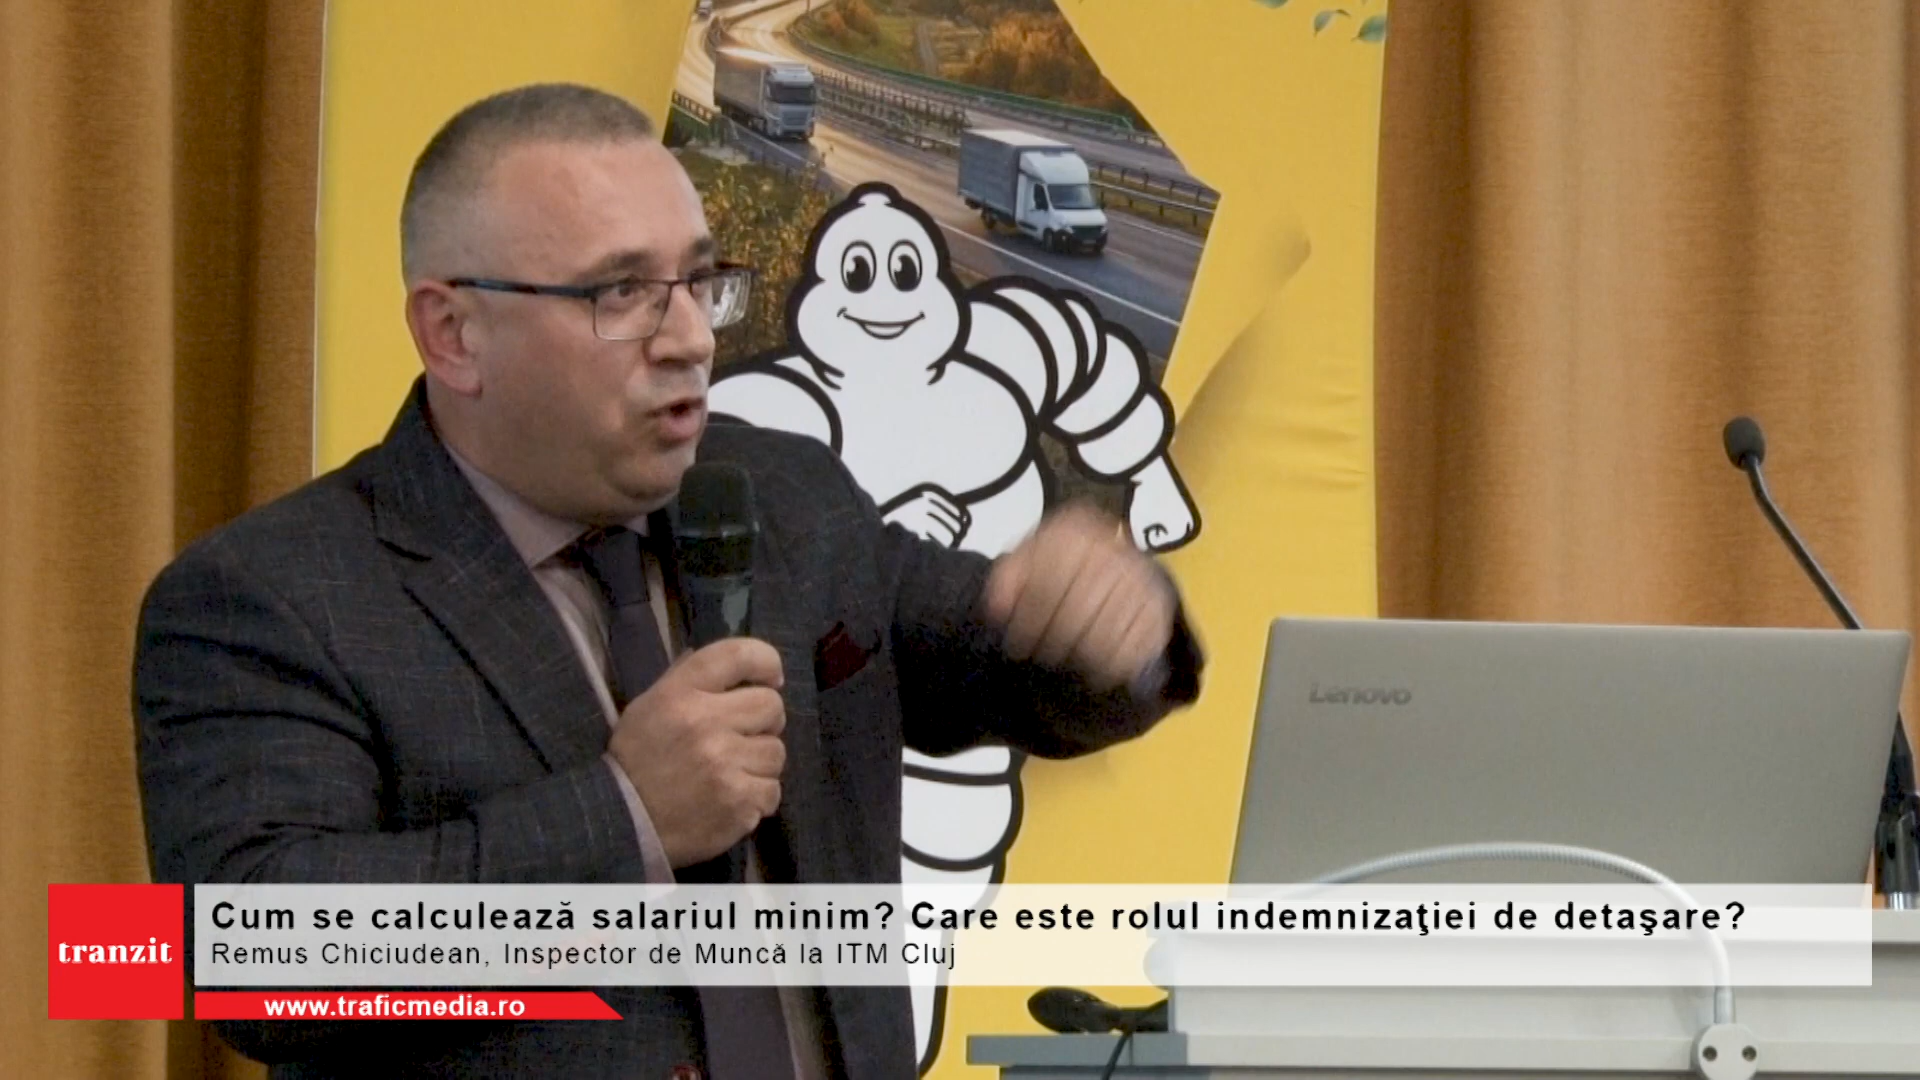 Lenovo
Cum se calculează salariul minim? Care este rolul indemnizaţiei de detaşare?
Remus Chiciudean, Inspector de Muncă la ITM Cluj
tranzit
www.traficmedia.ro